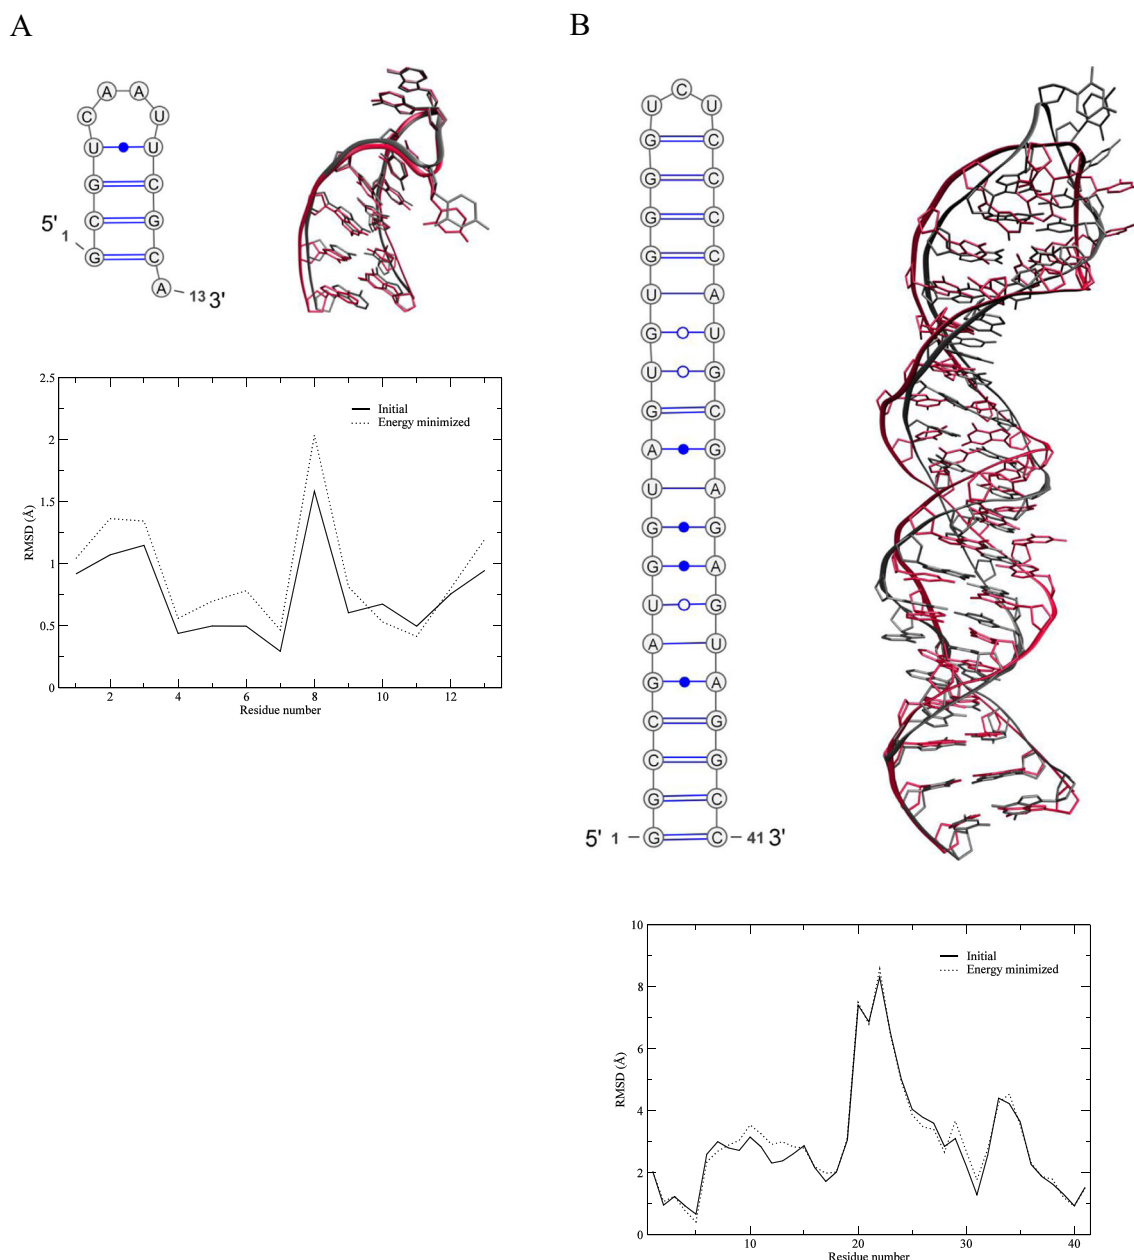 A
A A
C U
U U
G C
C G
5'
1
G C
A 13 3'
2.5
2
1.5
1
0.5
0
RMSD (Å)
Initial
Energy minimized
2 4 6 8 10 12
Residue number
B
C
U U
G C
G C
G C
G C
U A
G U
U G
G C
A G
U A
G G
G A
U G
A U
G A
C G
C G
G C
5' 1 G C 41 3'
10
8
6
4
2
0
RMSD (Å)
Initial
Energy minimized
10 20 30 40
Residue number